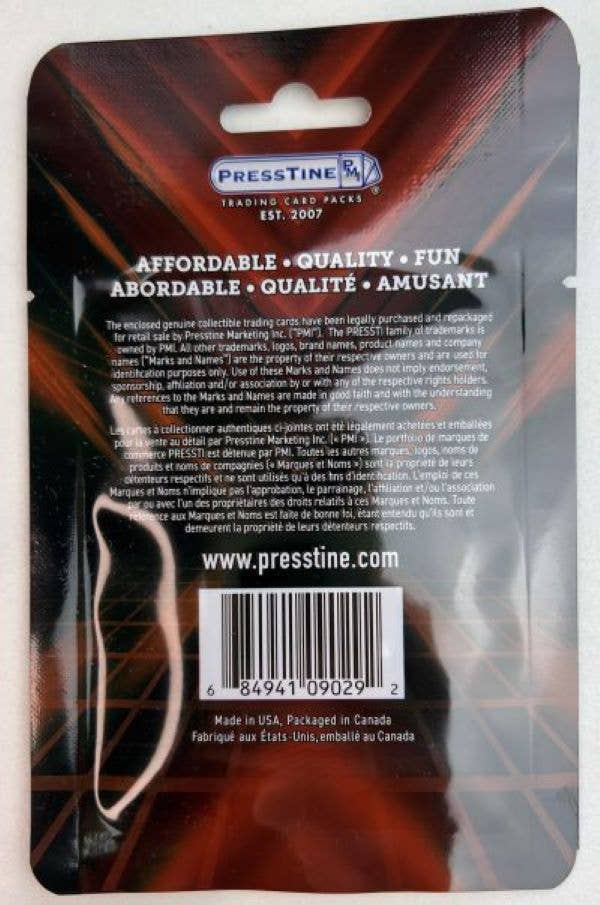 PRESSTINE PMI ®
TRADING CARD PACKS
EST. 2007
AFFORDABLE • QUALITY • FUN
ABORDABLE • QUALITÉ • AMUSANT
The enclosed genuine collectible trading cards have been legally purchased and repackaged
for retail sale by Presstine Marketing Inc. ("PMI"). The PRESSTI family of trademarks is
owned by PMI. All other trademarks, logos, brand names, product names and company
names ("Marks and Names") are the property of their respective owners and are used for
identification purposes only. Use of these Marks and Names does not imply endorsement,
sponsorship, affiliation and/or association by or with any of the respective rights holders.
Any references to the Marks and Names are made in good faith and with the understanding
that they are and remain the property of their respective owners.
Les cartes à collectionner authentiques ci-jointes ont été légalement achetées et emballées
pour la vente au détail par Presstine Marketing Inc. (« PMI »). Le portfolio de marques de
commerce PRESSTI est détenue par PMI. Toutes les autres marques, logos, noms de
produits et noms de compagnies (« Marques et Noms ») sont la propriété de leurs
détenteurs respectifs et ne sont utilisés qu'à des fins d'identification. L'emploi de ces
Marques et Noms n'implique pas l'approbation, le parrainage, l'affiliation et/ou l'association
par ou avec l'un des propriétaires des droits relatifs à ces Marques et Noms. Toute
référence aux Marques et Noms est faite de bonne foi, étant entendu qu'ils sont et
demeurent la propriété de leurs détenteurs respectifs.
www.presstine.com
6 84941 09029 2
Made in USA, Packaged in Canada
Fabriqué aux États-Unis, emballé au Canada